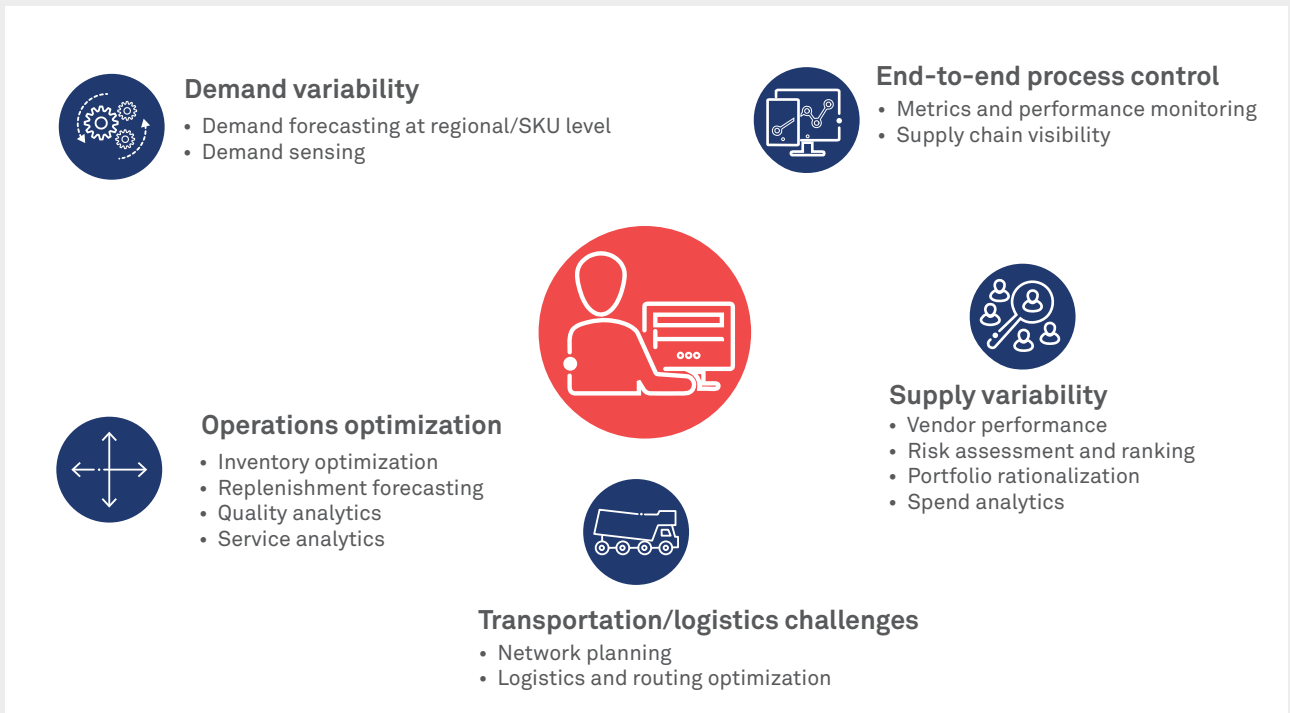 Demand variability
• Demand forecasting at regional/SKU level
• Demand sensing
End-to-end process control
• Metrics and performance monitoring
• Supply chain visibility
Supply variability
• Vendor performance
• Risk assessment and ranking
• Portfolio rationalization
• Spend analytics
Operations optimization
• Inventory optimization
• Replenishment forecasting
• Quality analytics
• Service analytics
Transportation/logistics challenges
• Network planning
• Logistics and routing optimization